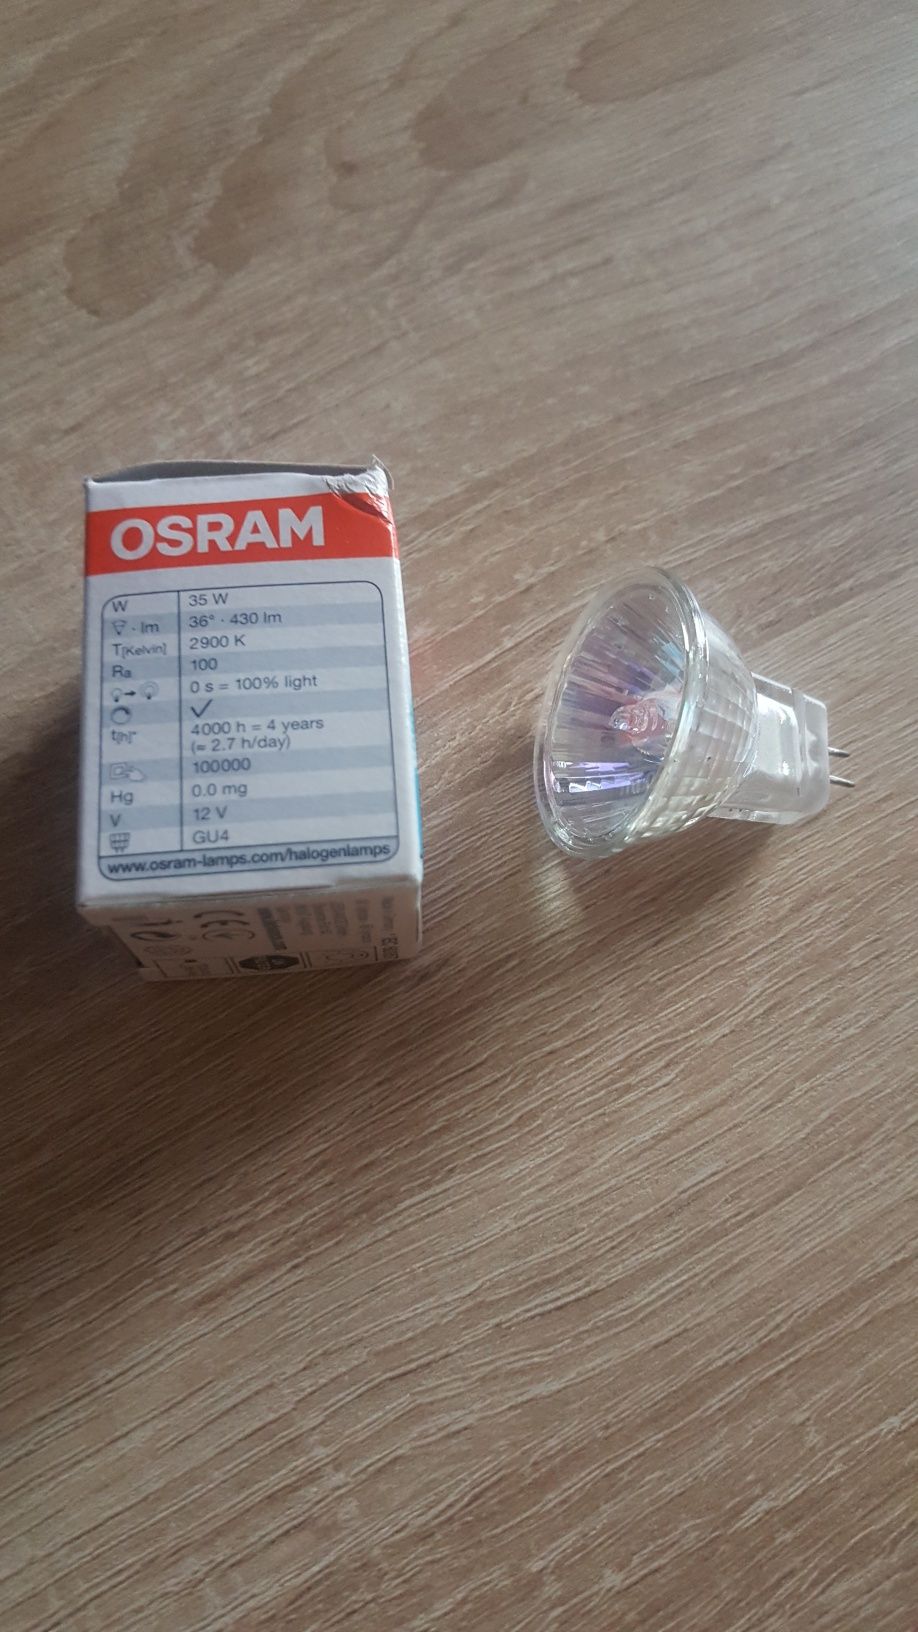 OSRAM
W 35 W
· lm 36° · 430 lm
T[Kelvin] 2900 K
Ra 100
0 s = 100% light
✓
t[h]* 4000 h = 4 years
(≈ 2.7 h/day)
100000
Hg 0.0 mg
V 12 V
GU4
www.osram-lamps.com/halogenlamps
CE